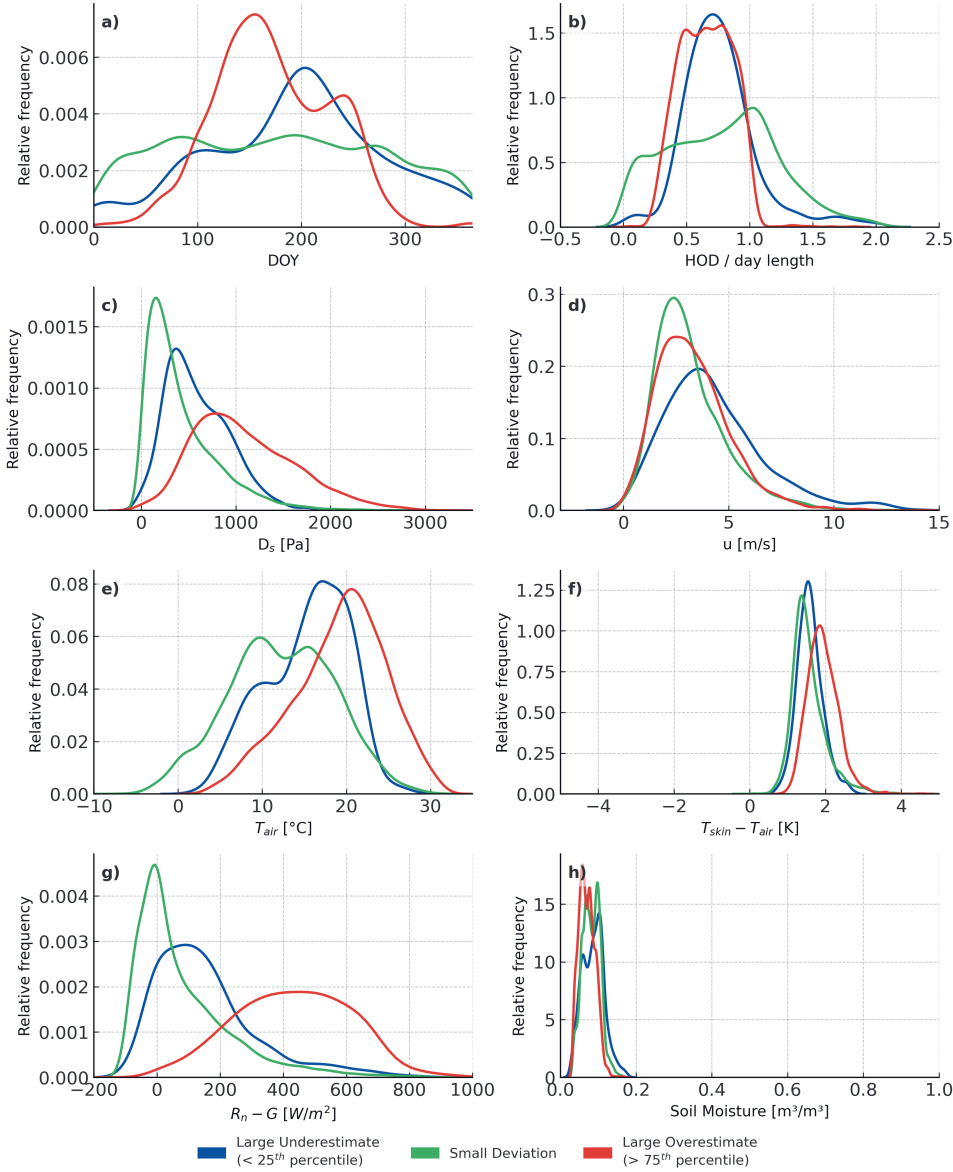 a)
Relative frequency
0.006
0.004
0.002
0.000
0
100
200
300
DOY
b)
Relative frequency
1.5
1.0
0.5
0.0
−0.5
0.0
0.5
1.0
1.5
2.0
2.5
HOD / day length
c)
Relative frequency
0.0015
0.0010
0.0005
0.0000
0
1000
2000
3000
Dₛ [Pa]
d)
Relative frequency
0.3
0.2
0.1
0.0
0
5
10
15
u [m/s]
e)
Relative frequency
0.08
0.06
0.04
0.02
0.00
−10
0
10
20
30
T_air [°C]
f)
Relative frequency
1.25
1.00
0.75
0.50
0.25
0.00
−4
−2
0
2
4
T_skin − T_air [K]
g)
Relative frequency
0.004
0.003
0.002
0.001
0.000
−200
0
200
400
600
800
1000
Rₙ − G [W/m²]
h)
Relative frequency
15
10
5
0
0.0
0.2
0.4
0.6
0.8
1.0
Soil Moisture [m³/m³]
Large Underestimate
(< 25ᵗʰ percentile)
Small Deviation
Large Overestimate
(> 75ᵗʰ percentile)